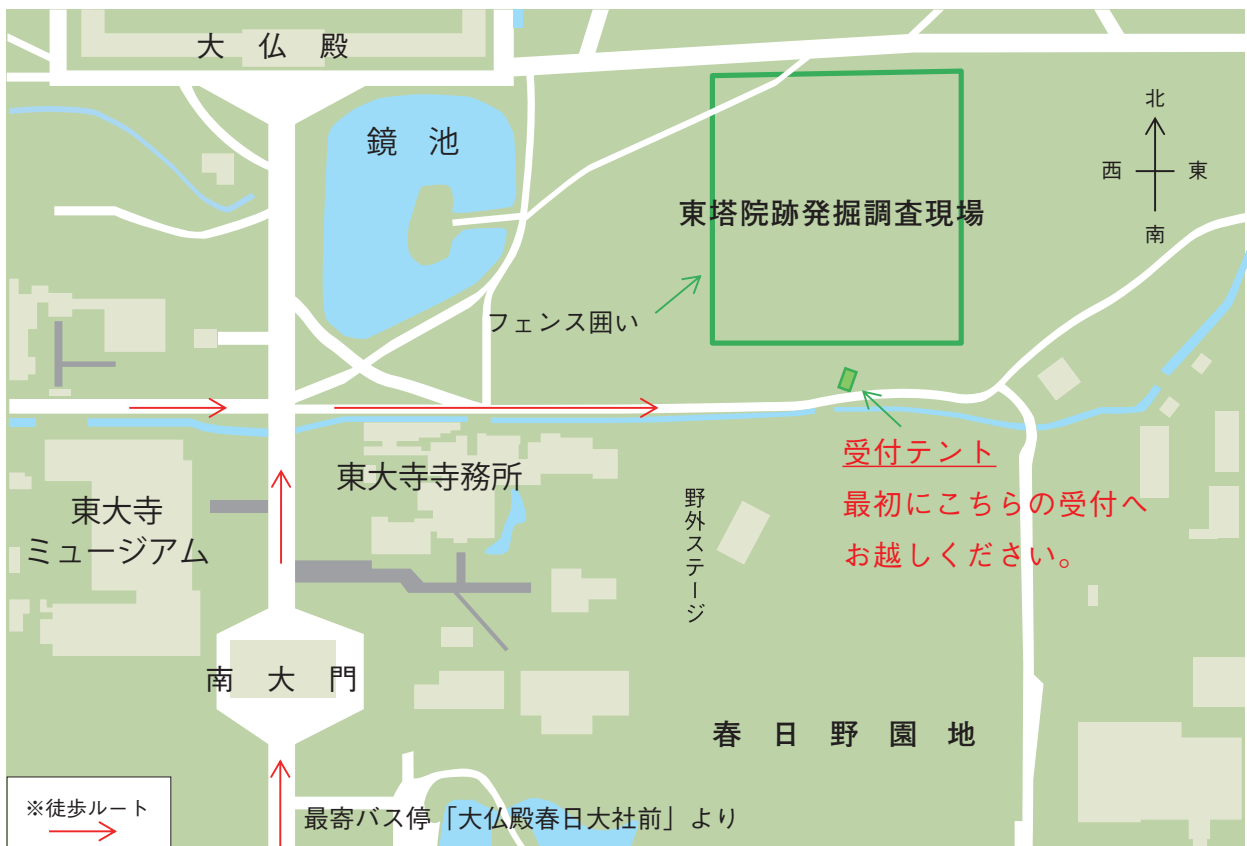 大仏殿
鏡池
北
西
東
南
東塔院跡発掘調査現場
フェンス囲い
受付テント
最初にこちらの受付へ
お越しください。
東大寺寺務所
東大寺
ミュージアム
野外ステージ
南大門
春日野園地
※徒歩ルート
最寄バス停「大仏殿春日大社前」より